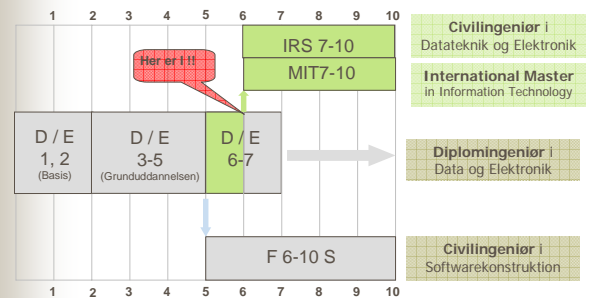 1 2 3 4 5 6 7 8 9 10
IRS 7-10
MIT7-10
Her er I !!
D / E
1, 2
(Basis)
D / E
3-5
(Grunduddannelsen)
D / E
6-7
F 6-10 S
1 2 3 4 5 6 7 8 9 10
Civilingeniør i
Datateknik og Elektronik
International Master
in Information Technology
Diplomingeniør i
Data og Elektronik
Civilingeniør i
Softwarekonstruktion